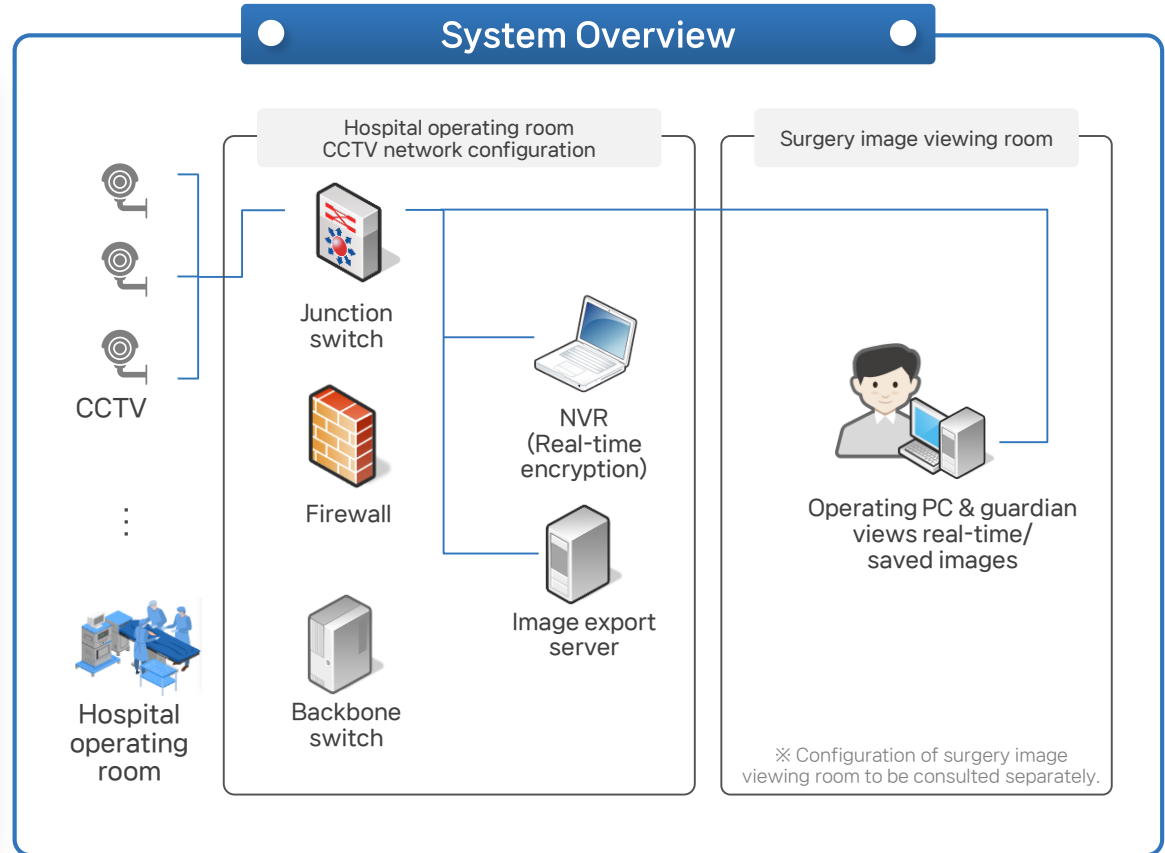 System Overview
Hospital operating room
CCTV network configuration
Surgery image viewing room
CCTV
⋮
Hospital
operating
room
Junction
switch
Firewall
Backbone
switch
NVR
(Real-time
encryption)
Image export
server
Operating PC & guardian
views real-time/
saved images
※ Configuration of surgery image
viewing room to be consulted separately.